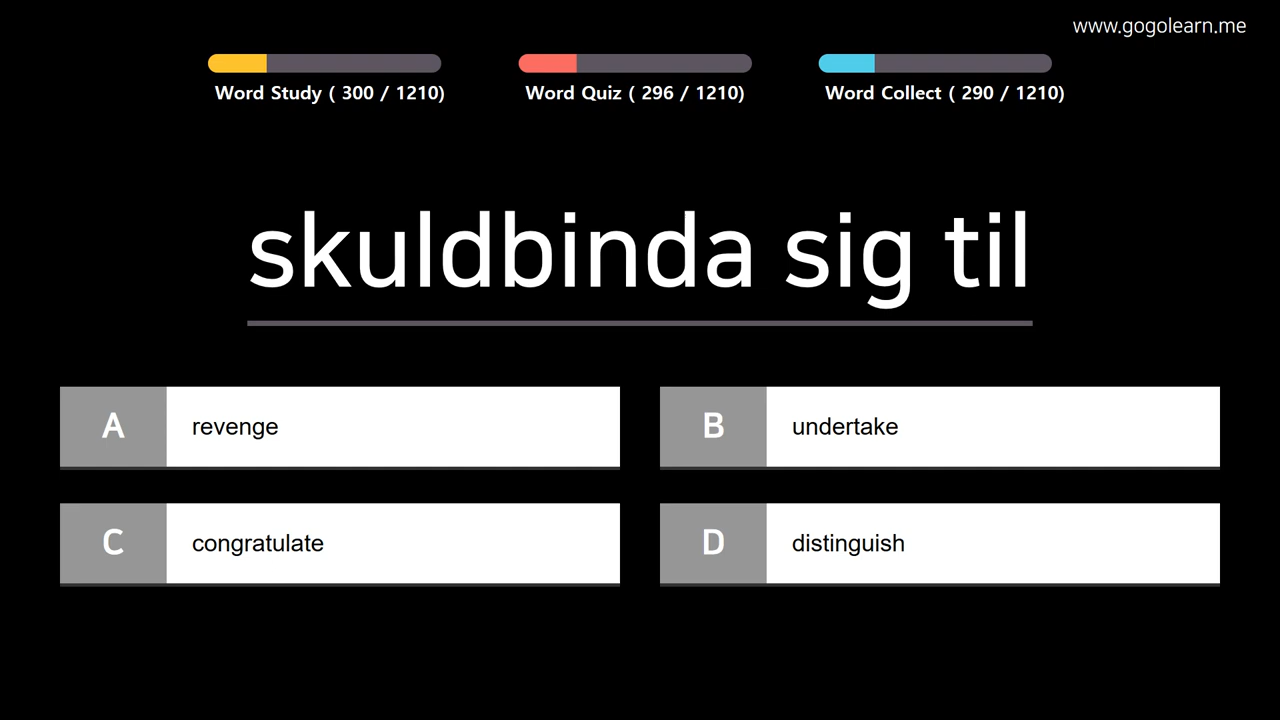 www.gogolearn.me
Word Study ( 300 / 1210)
Word Quiz ( 296 / 1210)
Word Collect ( 290 / 1210)
skuldbinda sig til
A revenge
B undertake
C congratulate
D distinguish